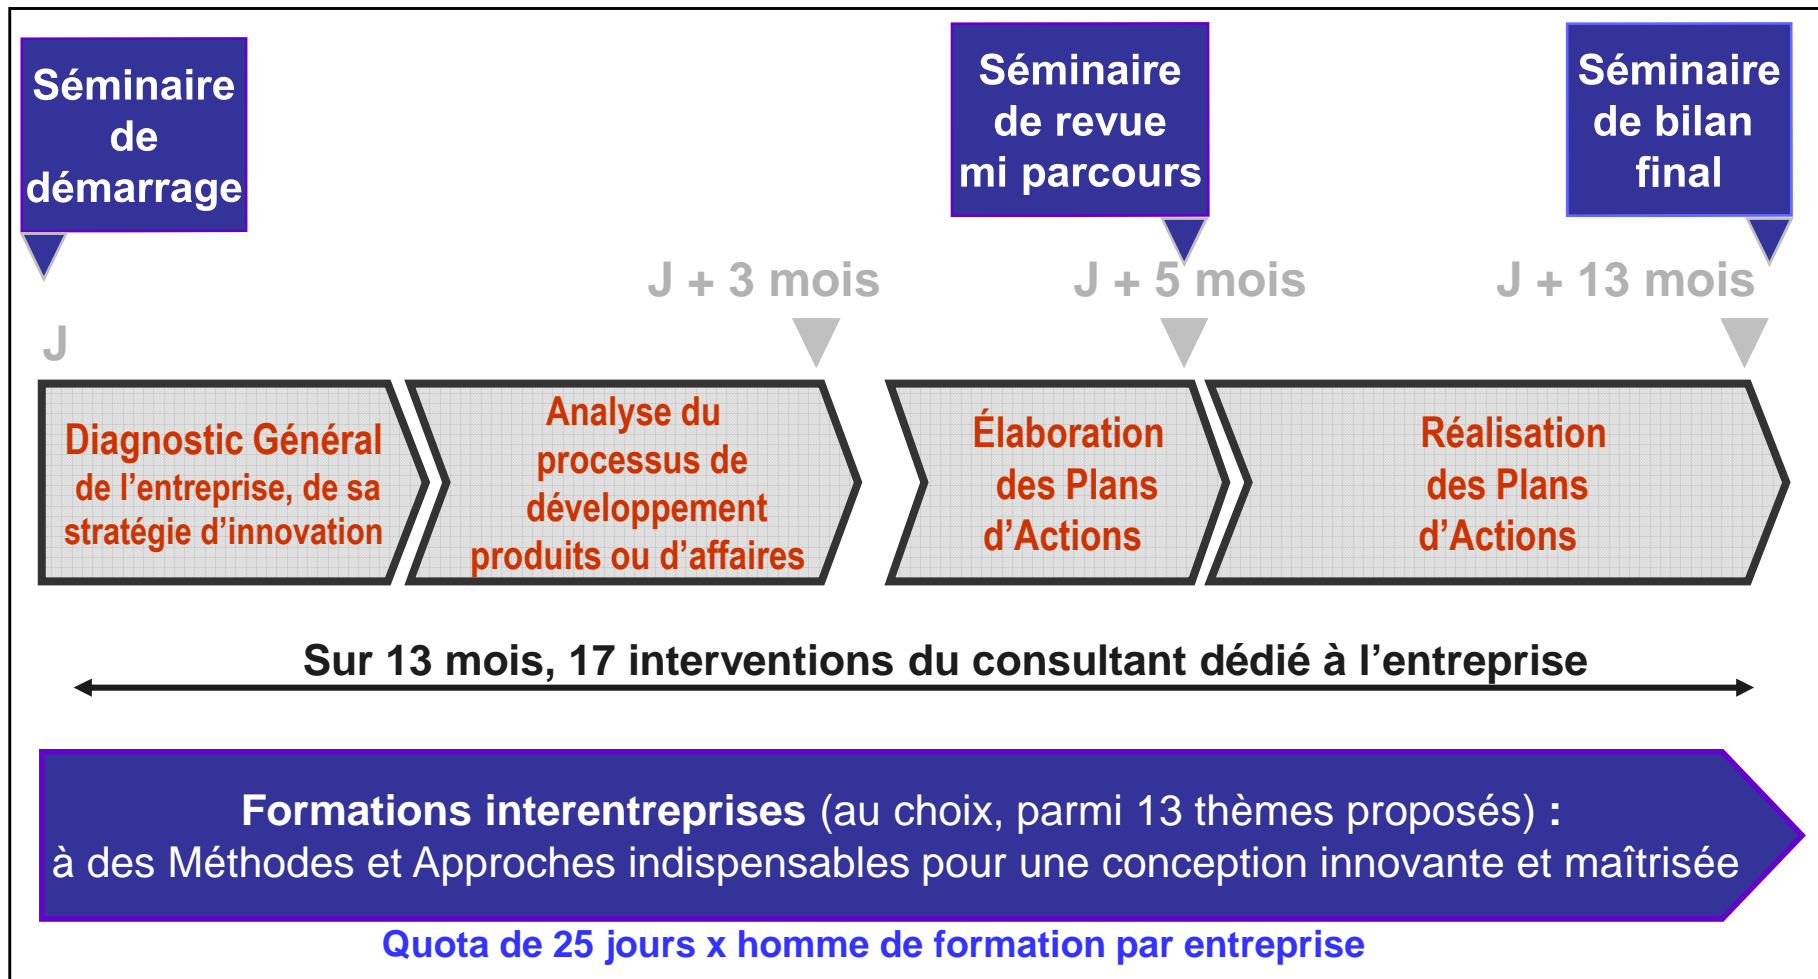 Séminaire
de
démarrage
Séminaire
de revue
mi parcours
Séminaire
de bilan
final
J
J + 3 mois
J + 5 mois
J + 13 mois
Diagnostic Général
de l’entreprise, de sa
stratégie d’innovation
Analyse du
processus de
développement
produits ou d’affaires
Élaboration
des Plans
d’Actions
Réalisation
des Plans
d’Actions
Sur 13 mois, 17 interventions du consultant dédié à l’entreprise
Formations interentreprises (au choix, parmi 13 thèmes proposés) :
à des Méthodes et Approches indispensables pour une conception innovante et maîtrisée
Quota de 25 jours x homme de formation par entreprise